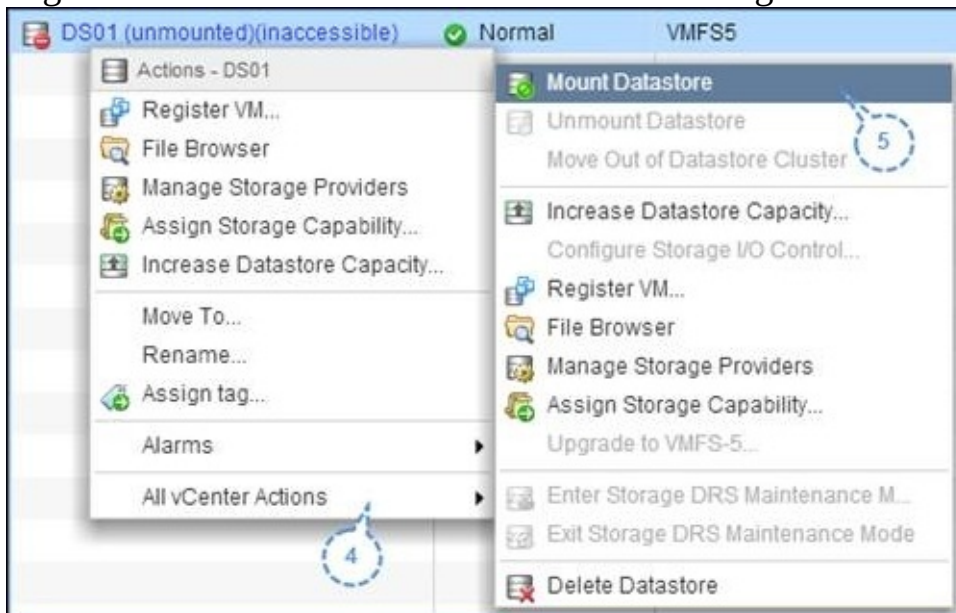 DS01 (unmounted)(inaccessible) Normal VMFS5
Actions - DS01
Register VM...
File Browser
Manage Storage Providers
Assign Storage Capability...
Increase Datastore Capacity...
Move To...
Rename...
Assign tag...
Alarms
All vCenter Actions
4
Mount Datastore
5
Unmount Datastore
Move Out of Datastore Cluster
Increase Datastore Capacity...
Configure Storage I/O Control...
Register VM...
File Browser
Manage Storage Providers
Assign Storage Capability...
Upgrade to VMFS-5...
Enter Storage DRS Maintenance M...
Exit Storage DRS Maintenance Mode
Delete Datastore